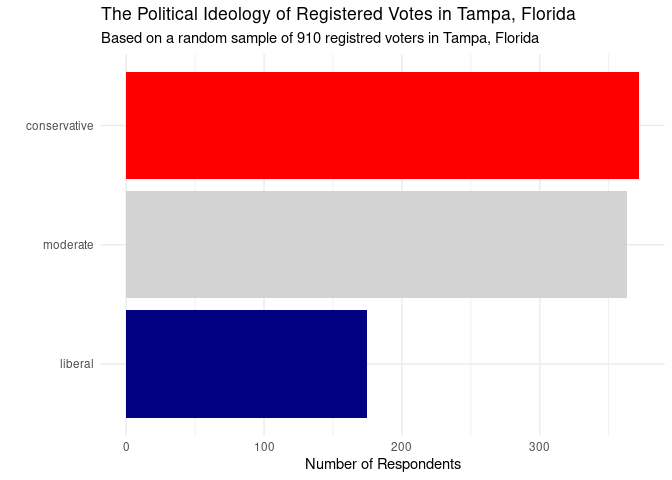 The Political Ideology of Registered Votes in Tampa, Florida
Based on a random sample of 910 registred voters in Tampa, Florida
conservative
moderate
liberal
0 100 200 300
Number of Respondents